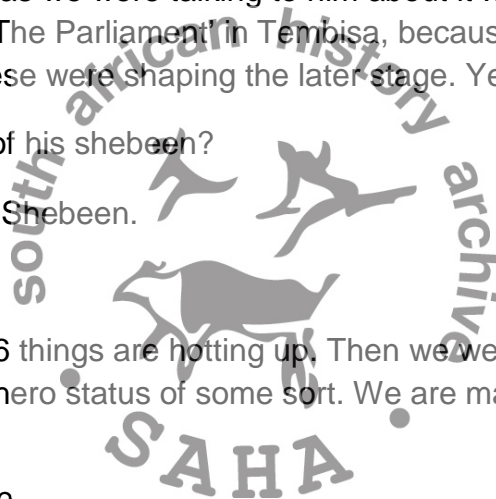 as we were talking to him about it w
The Parliament' in Tembisa, becaus
se were shaping the later stage. Ye
of his shebeen?
Shebeen.
6 things are hotting up. Then we we
hero status of some sort. We are ma
south african history archive
SAHA